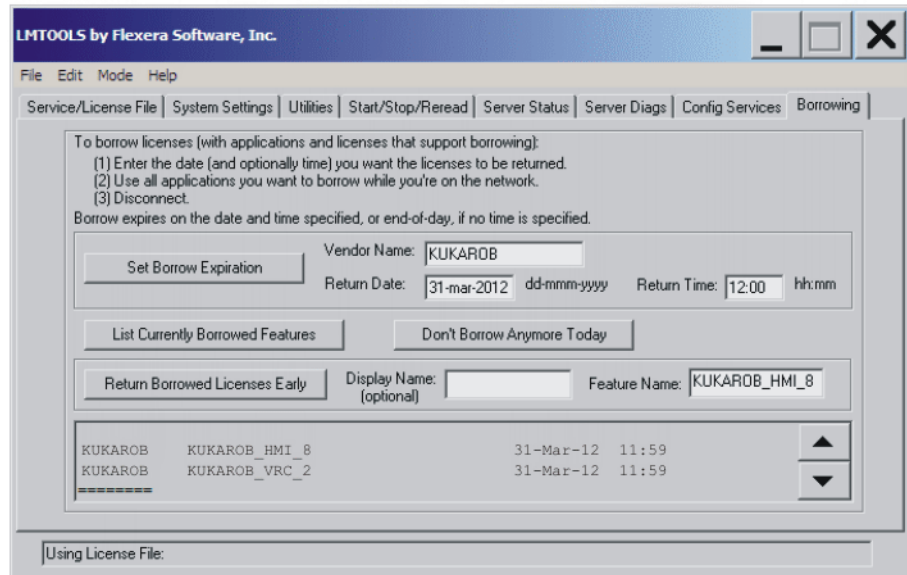 LMTOOLS by Flexera Software, Inc.
File Edit Mode Help
Service/License File System Settings Utilities Start/Stop/Reread Server Status Server Diags Config Services Borrowing
To borrow licenses (with applications and licenses that support borrowing):
(1) Enter the date (and optionally time) you want the licenses to be returned.
(2) Use all applications you want to borrow while you're on the network.
(3) Disconnect.
Borrow expires on the date and time specified, or end-of-day, if no time is specified.
Set Borrow Expiration
Vendor Name: KUKAROB
Return Date: 31-mar-2012 dd-mmm-yyyy Return Time: 12:00 hh:mm
List Currently Borrowed Features Don't Borrow Anymore Today
Return Borrowed Licenses Early Display Name: (optional) Feature Name: KUKAROB_HMI_8
KUKAROB KUKAROB_HMI_8 31-Mar-12 11:59
KUKAROB KUKAROB_VRC_2 31-Mar-12 11:59
========
Using License File: